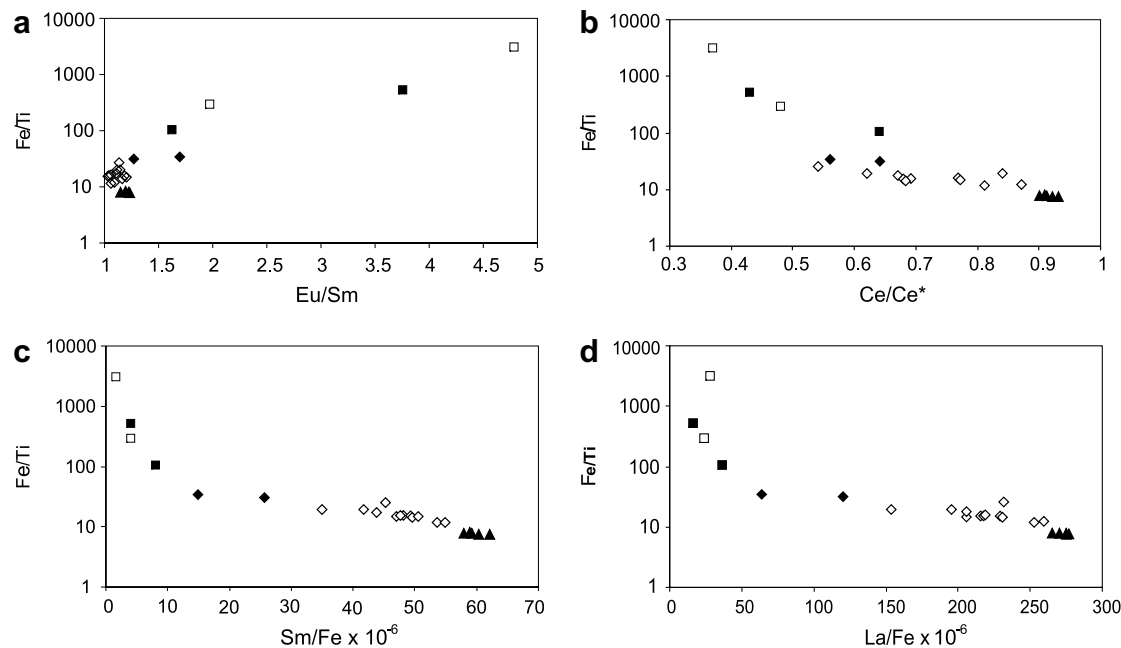 a
10000
1000
100
10
1
Fe/Ti
1 1.5 2 2.5 3 3.5 4 4.5 5
Eu/Sm
b
10000
1000
100
10
1
Fe/Ti
0.3 0.4 0.5 0.6 0.7 0.8 0.9 1
Ce/Ce*
c
10000
1000
100
10
1
Fe/Ti
0 10 20 30 40 50 60 70
Sm/Fe x 10-6
d
10000
1000
100
10
1
Fe/Ti
0 50 100 150 200 250 300
La/Fe x 10-6